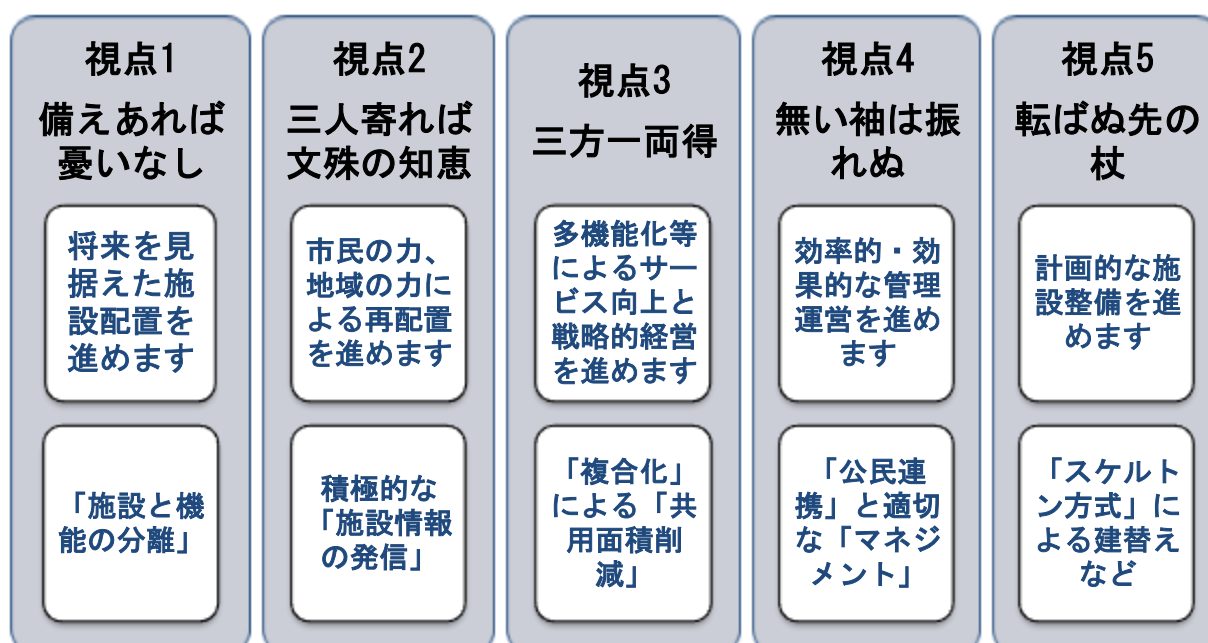 視点1
備えあれば
憂いなし
将来を見
据えた施
設配置を
進めます
「施設と機
能の分離」
視点2
三人寄れば
文殊の知恵
市民の力、
地域の力に
よる再配置
を進めます
積極的な
「施設情報
の発信」
視点3
三方一両得
多機能化等
によるサー
ビス向上と
戦略的経営
を進めます
「複合化」
による「共
用面積削
減」
視点4
無い袖は振
れぬ
効率的・効
果的な管理
運営を進め
ます
「公民連
携」と適切
な「マネジ
メント」
視点5
転ばぬ先の
杖
計画的な施
設整備を進
めます
「スケルト
ン方式」に
よる建替え
など